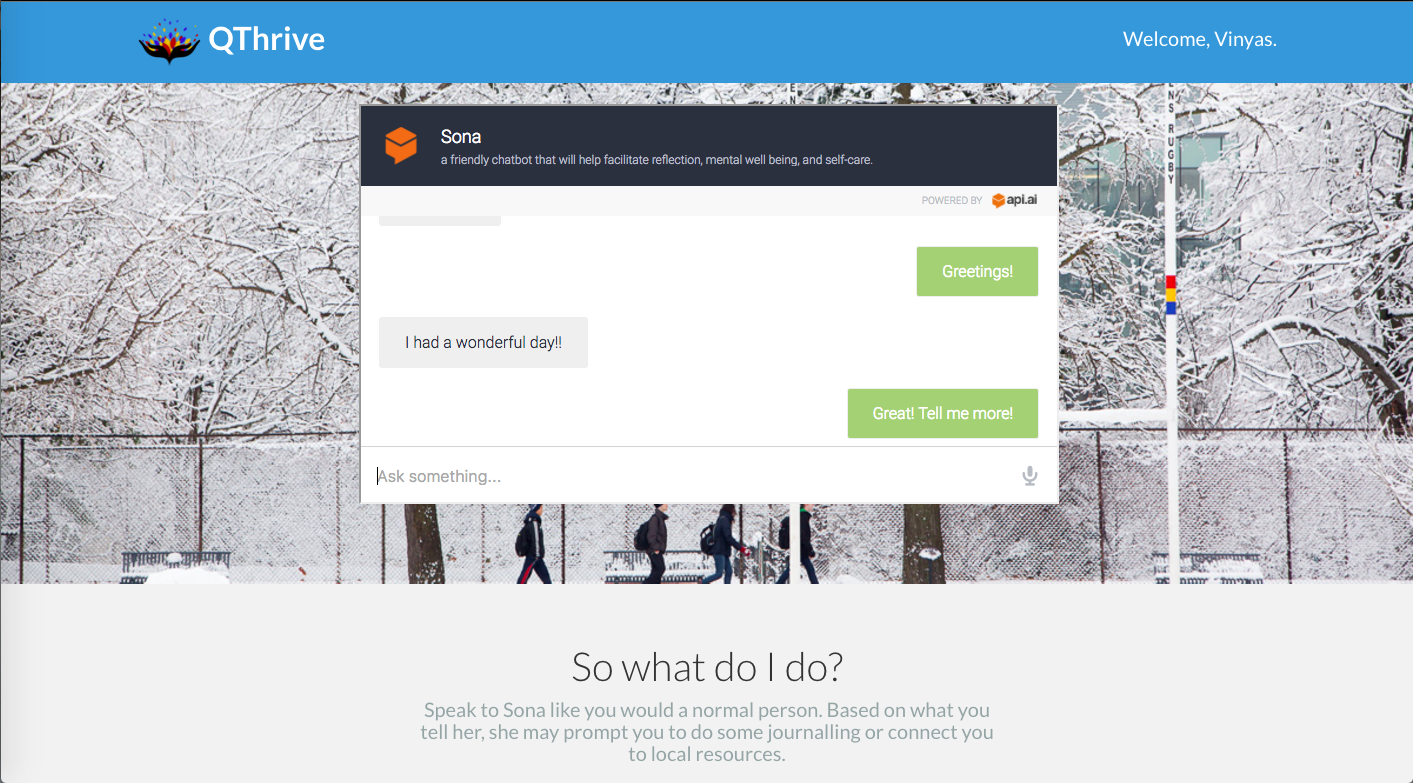 QThrive
Welcome, Vinyas.
EN
S RUGBY
Sona
a friendly chatbot that will help facilitate reflection, mental well being, and self-care.
POWERED BY api.ai
Greetings!
I had a wonderful day!!
Great! Tell me more!
Ask something...
So what do I do?
Speak to Sona like you would a normal person. Based on what you
tell her, she may prompt you to do some journalling or connect you
to local resources.